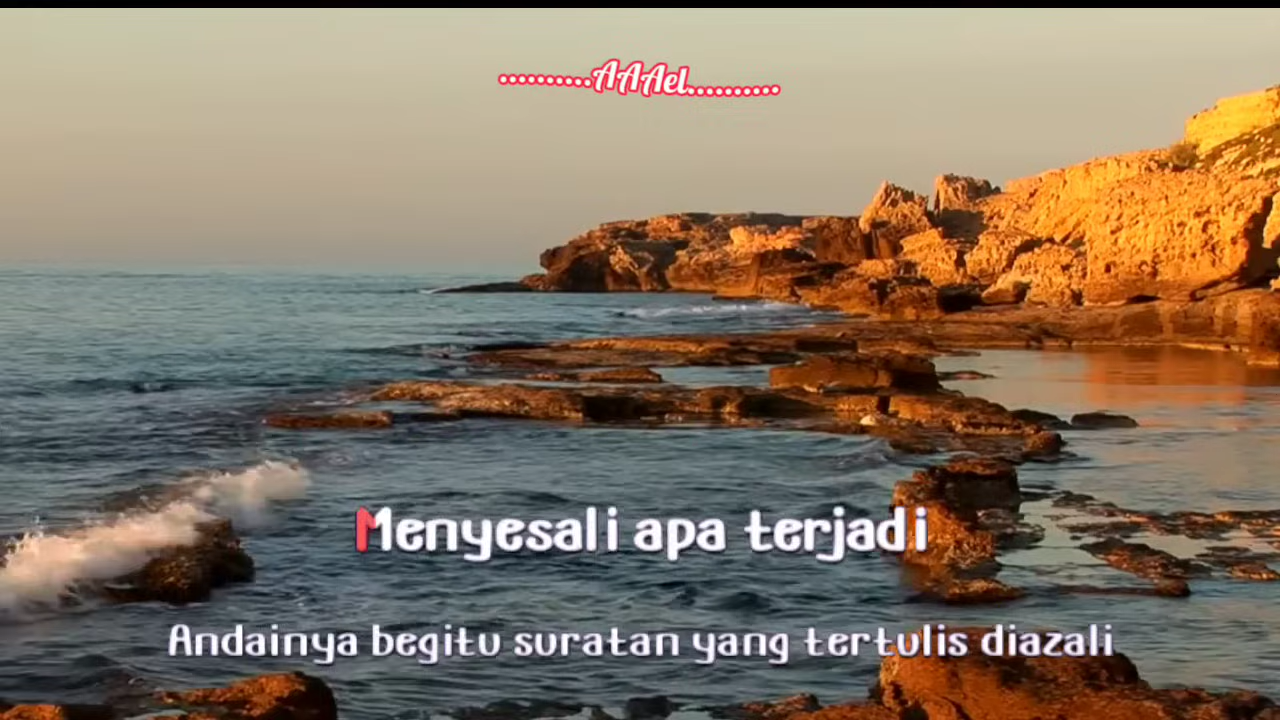 ..........AAAel..........
Menyesali apa terjadi
Andainya begitu suratan yang tertulis diazali